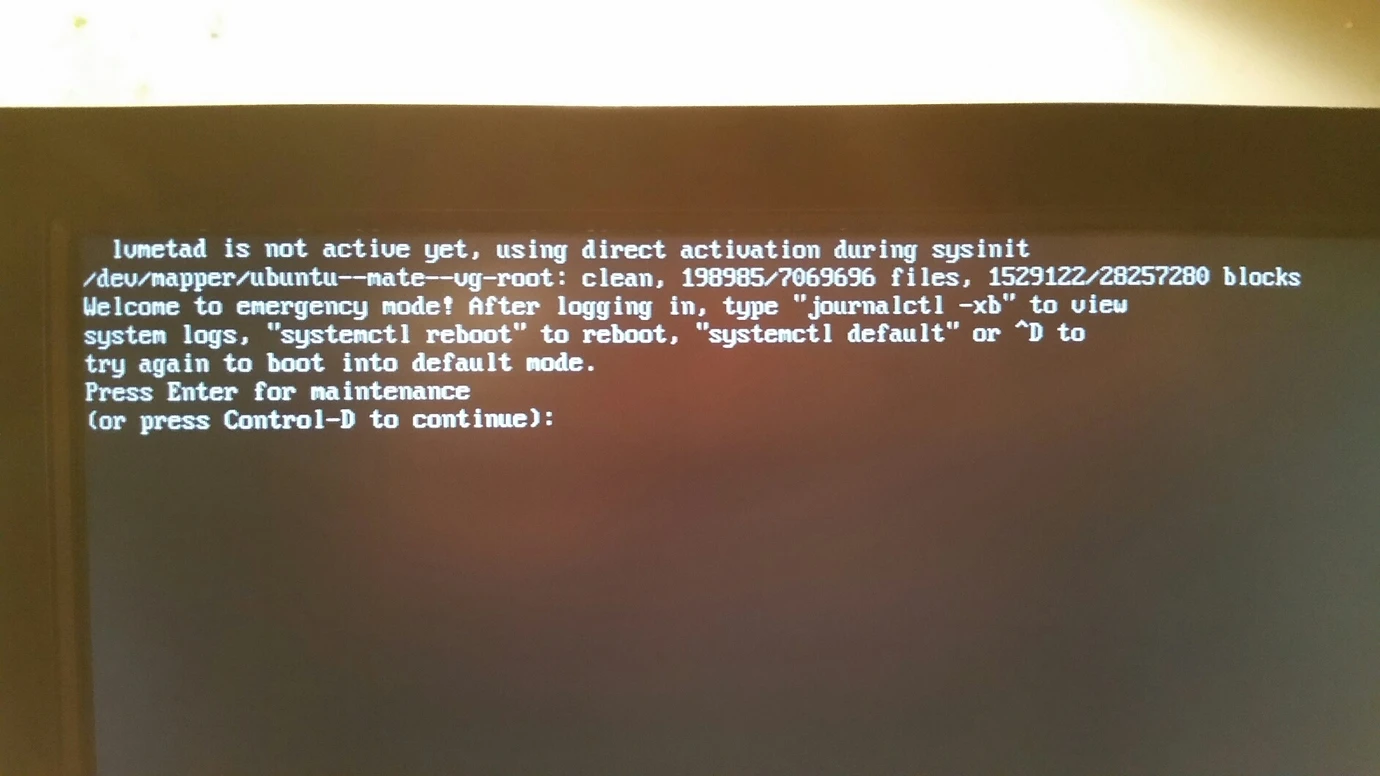 lvmetad is not active yet, using direct activation during sysinit
/dev/mapper/ubuntu--mate--vg-root: clean, 198985/7069696 files, 1529122/28257280 blocks
Welcome to emergency mode! After logging in, type "journalctl -xb" to view
system logs, "systemctl reboot" to reboot, "systemctl default" or ^D to
try again to boot into default mode.
Press Enter for maintenance
(or press Control-D to continue):